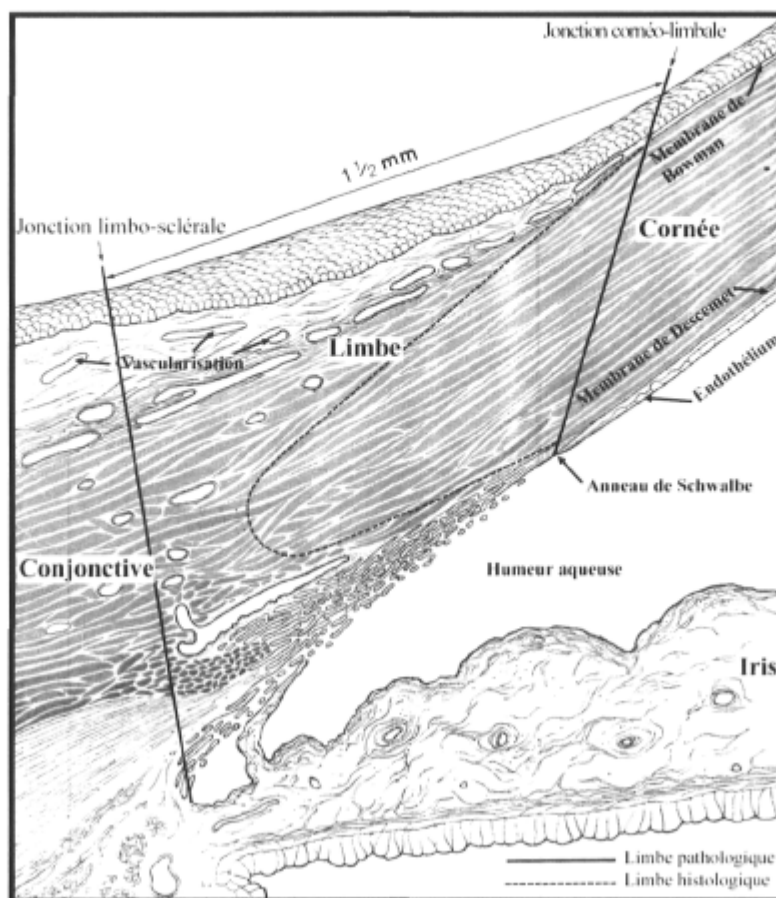 Jonction cornéo-limbale
Membrane de
Bowman
1 ½ mm
Jonction limbo-sclérale
Cornée
Vascularisation
Limbe
Membrane de Descemet
Endothélium
Anneau de Schwalbe
Conjonctive
Humeur aqueuse
Iris
Limbe pathologique
Limbe histologique